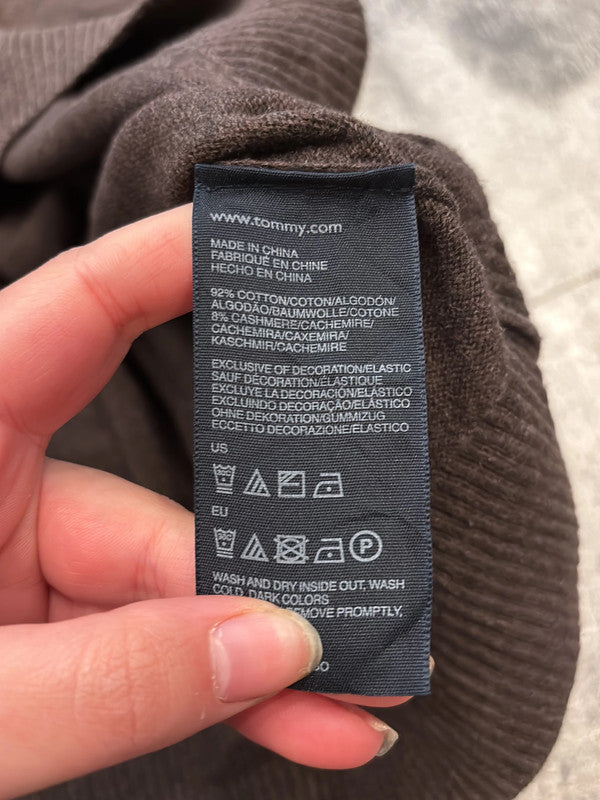 www.tommy.com
MADE IN CHINA
FABRIQUÉ EN CHINE
HECHO EN CHINA
92% COTTON/COTON/ALGODÓN/
ALGODÃO/BAUMWOLLE/COTONE
8% CASHMERE/CACHEMIRE/
CACHEMIRA/CAXEMIRA/
KASCHMIR/CACHEMIRE
EXCLUSIVE OF DECORATION/ELASTIC
SAUF DÉCORATION/ÉLASTIQUE
EXCLUYE LA DECORACIÓN/ELÁSTICO
EXCLUINDO DECORAÇÃO/ELÁSTICO
OHNE DEKORATION/GUMMIZUG
ECCETTO DECORAZIONE/ELASTICO
US
EU
P
WASH AND DRY INSIDE OUT, WASH
COLD, DARK COLORS
REMOVE PROMPTLY,